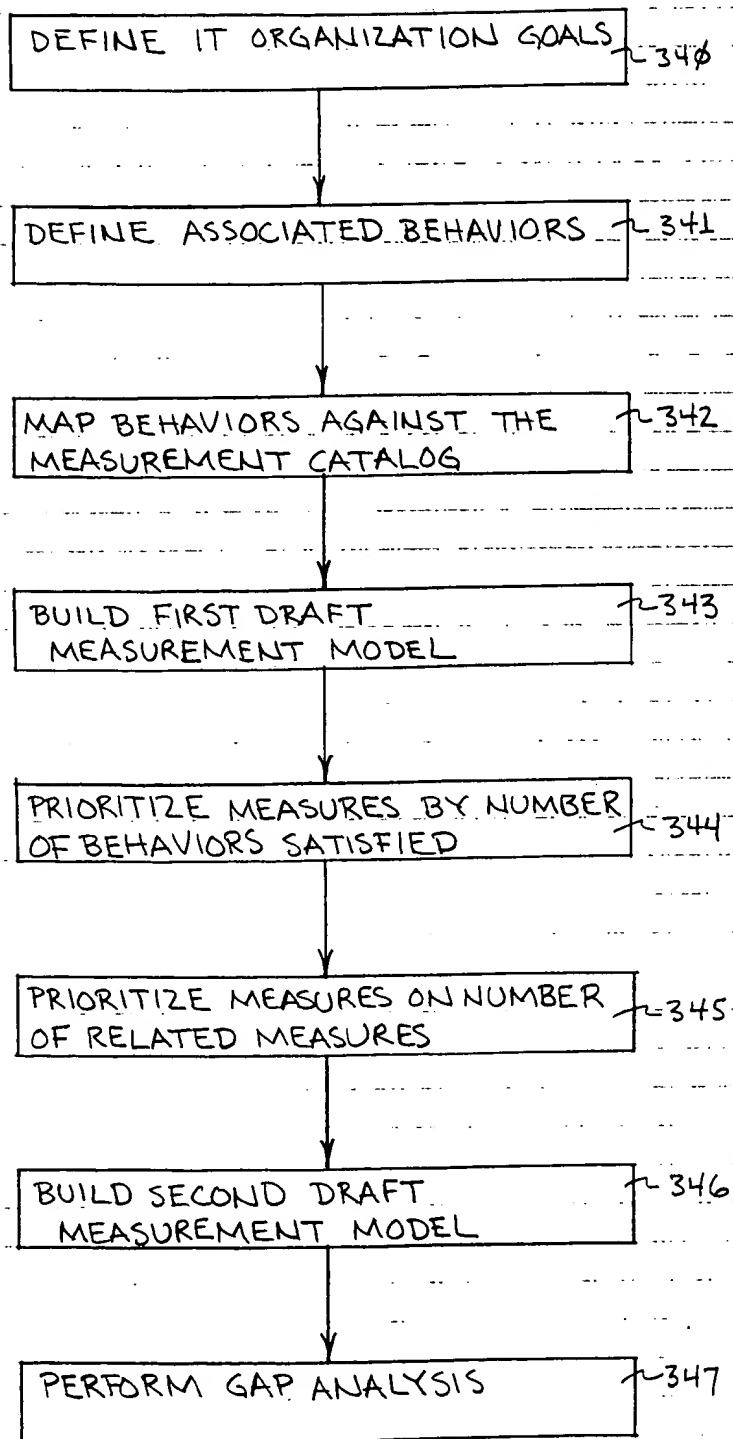 DEFINE IT ORGANIZATION GOALS 340
DEFINE ASSOCIATED BEHAVIORS 341
MAP BEHAVIORS AGAINST THE 342
MEASUREMENT CATALOG
BUILD FIRST DRAFT 343
MEASUREMENT MODEL
PRIORITIZE MEASURES BY NUMBER
OF BEHAVIORS SATISFIED 344
PRIORITIZE MEASURES ON NUMBER 345
OF RELATED MEASURES
BUILD SECOND DRAFT 346
MEASUREMENT MODEL
PERFORM GAP ANALYSIS 347